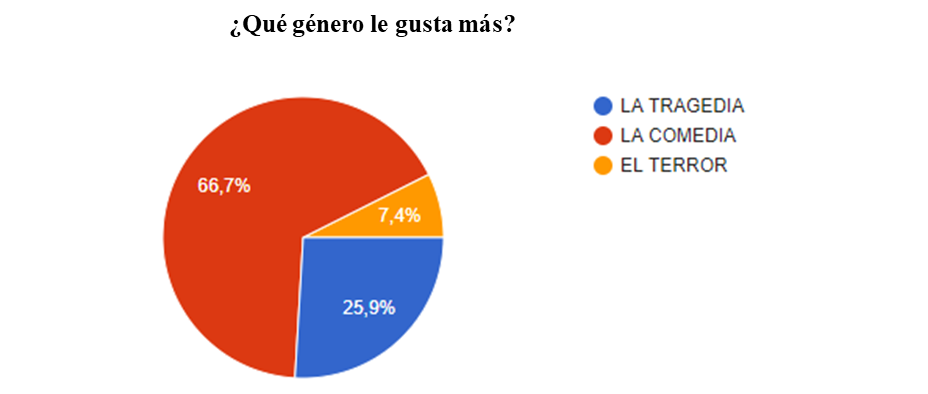 ¿Qué género le gusta más?
LA TRAGEDIA
LA COMEDIA
EL TERROR
66,7%
7,4%
25,9%